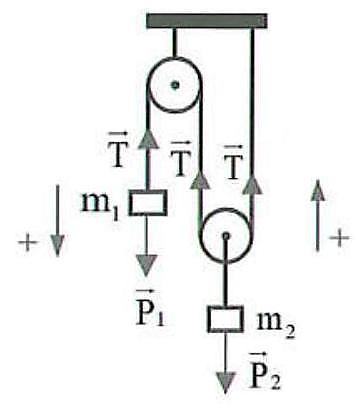 T T T
m₁
+ +
P₁
m₂
P₂